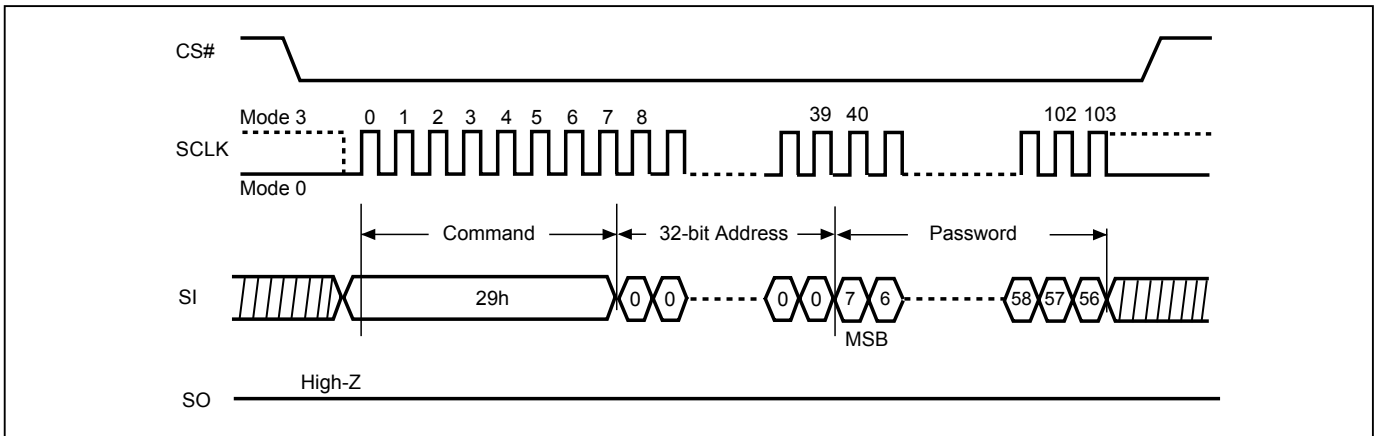 CS#
Mode 3 0 1 2 3 4 5 6 7 8 39 40 102 103
SCLK
Mode 0
Command 32-bit Address Password
SI 29h 0 0 0 0 7 6 58 57 56
MSB
High-Z
SO